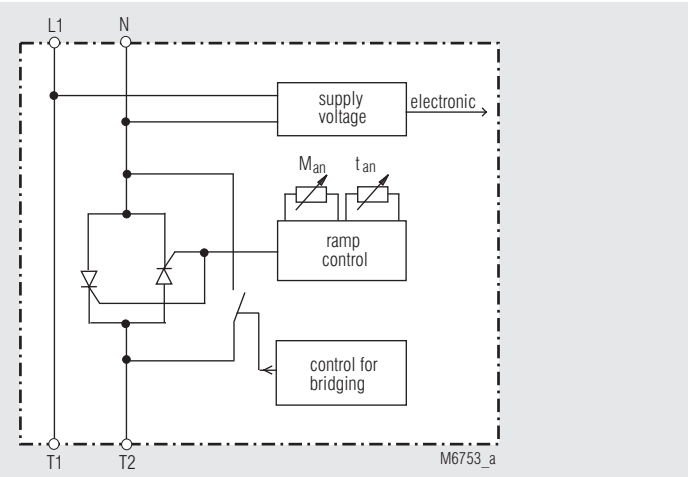 L1 N
supply
voltage
electronic
Man tan
ramp
control
control for
bridging
T1 T2
M6753_a